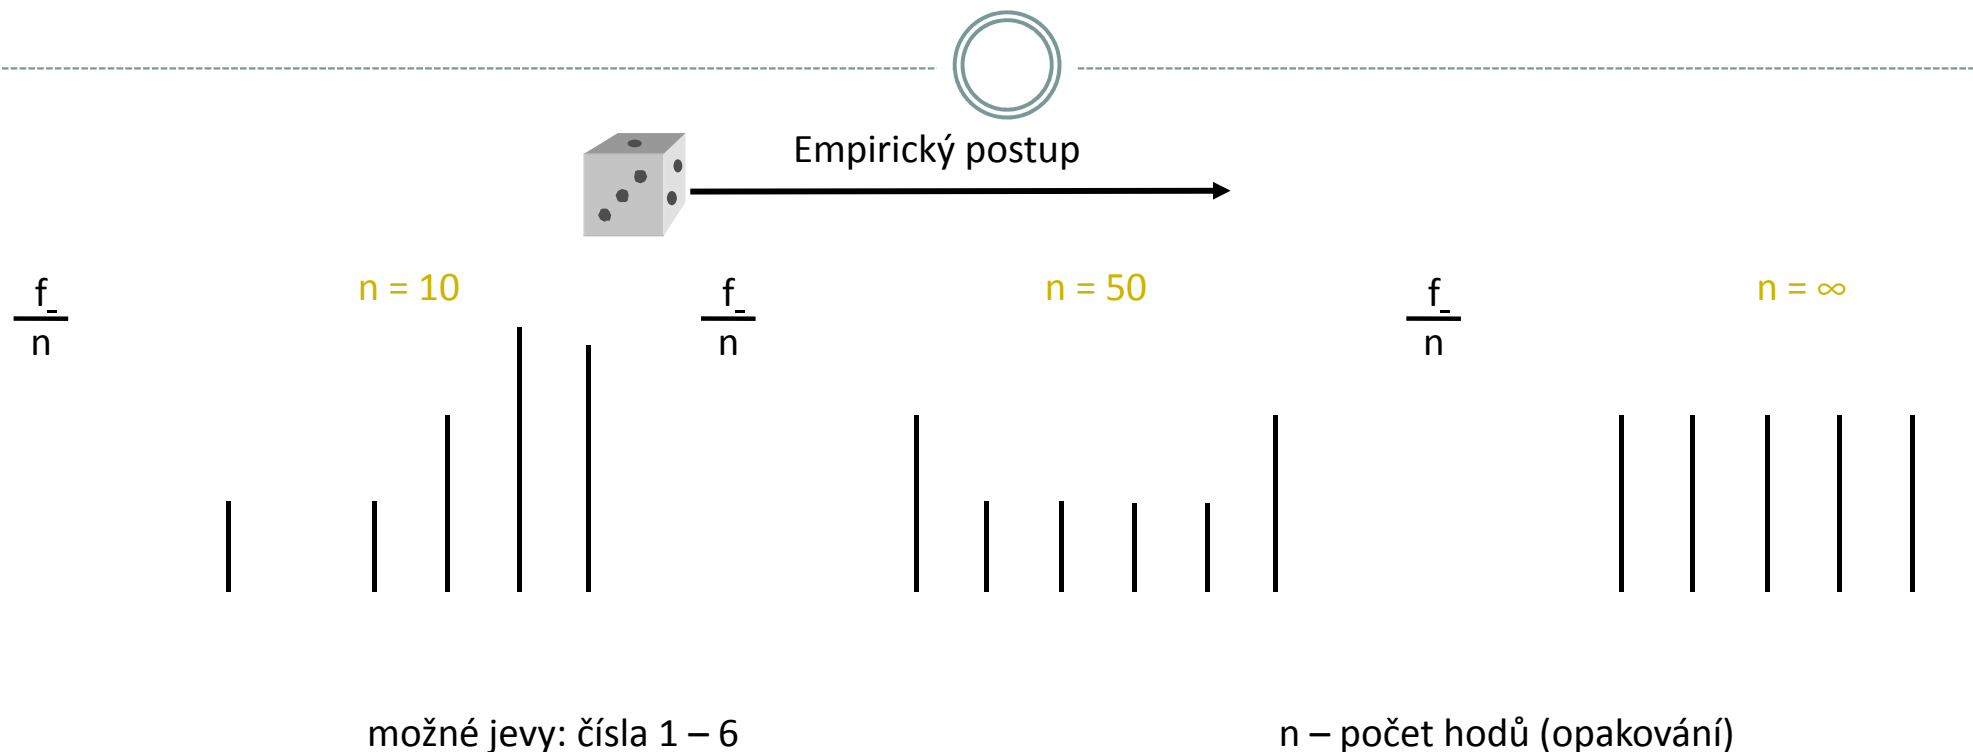 Empirický postup
f
n
n = 10
f
n
n = 50
f
n
n = ∞
možné jevy: čísla 1 – 6
n – počet hodů (opakování)